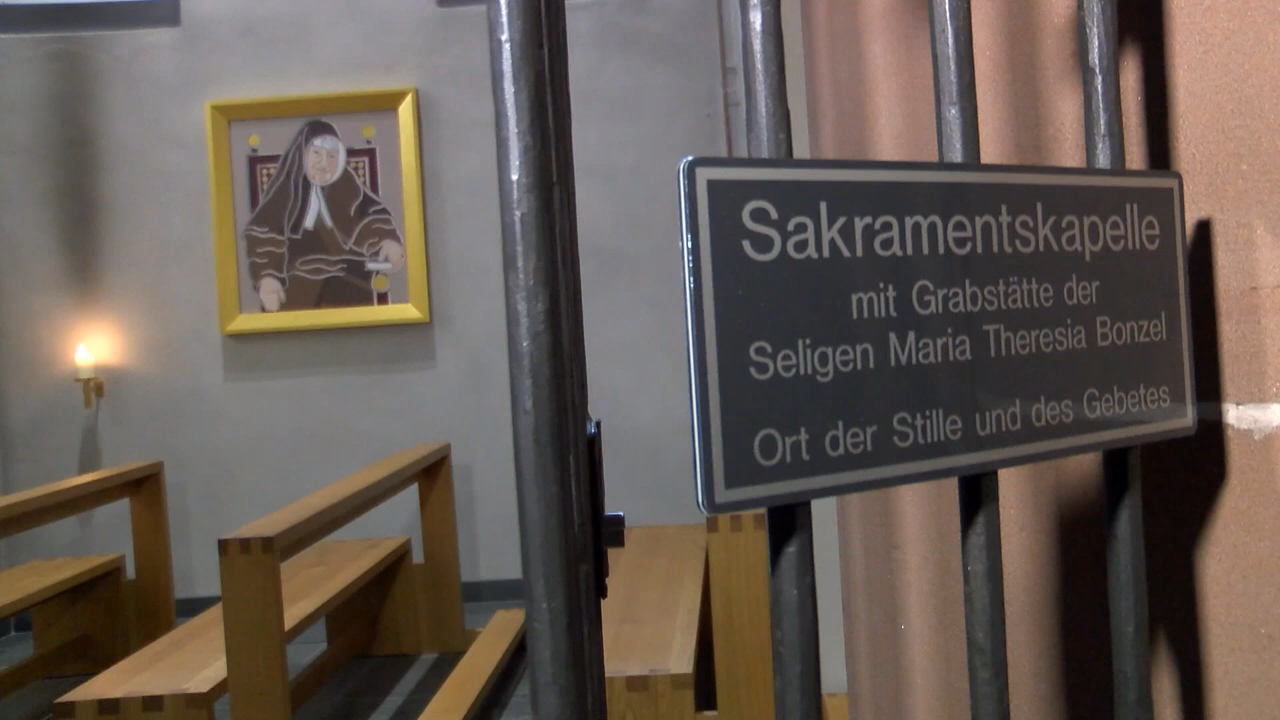 Sakramentskapelle
mit Grabstätte der
Seligen Maria Theresia Bonzel
Ort der Stille und des Gebetes